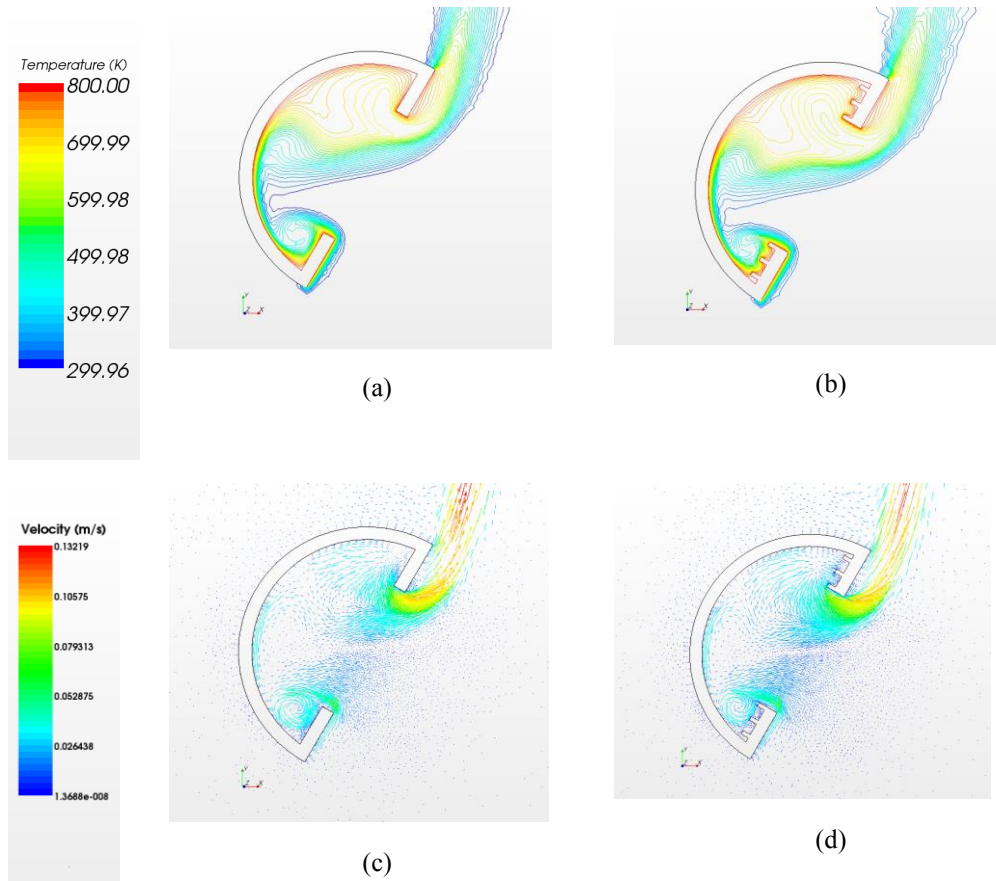 Temperature (K)
800.00
699.99
599.98
499.98
399.97
299.96
Y
Z X
(a)
Y
Z X
(b)
Velocity (m/s)
0.13219
0.10575
0.079313
0.052875
0.026438
1.3688e-008
Y
Z X
(c)
Y
Z X
(d)